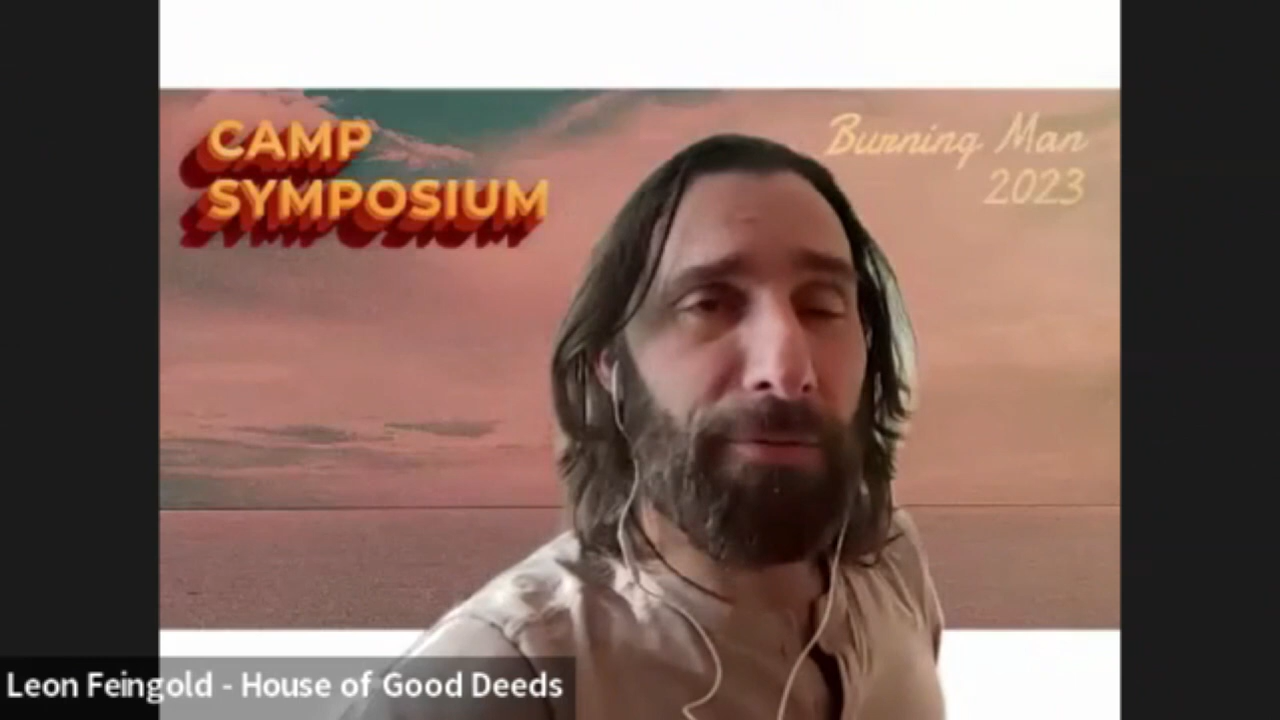 CAMP
SYMPOSIUM
Burning Man
2023
Leon Feingold - House of Good Deeds